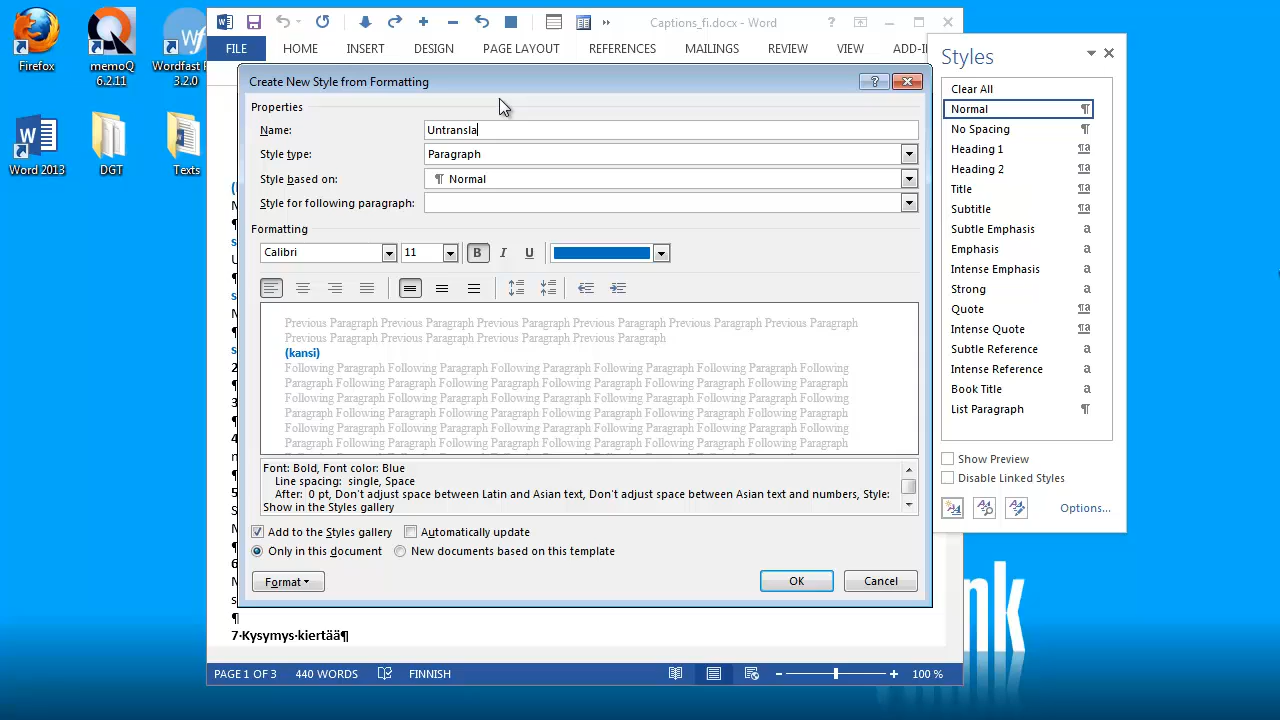 Captions_fi.docx - Word
FILE
HOME
INSERT
DESIGN
PAGE LAYOUT
REFERENCES
MAILINGS
REVIEW
VIEW
ADD-IN
Firefox
memoQ
6.2.11
Wordfast P
3.2.0
Word 2013
DGT
Texts
Create New Style from Formatting
Properties
Name:
Untransla
Style type:
Paragraph
Style based on:
¶ Normal
Style for following paragraph:
Formatting
Calibri
11
B
I
U
Previous Paragraph Previous Paragraph Previous Paragraph Previous Paragraph Previous Paragraph Previous Paragraph
Previous Paragraph Previous Paragraph Previous Paragraph Previous Paragraph
(kansi)
Following Paragraph Following Paragraph Following Paragraph Following Paragraph Following Paragraph Following
Paragraph Following Paragraph Following Paragraph Following Paragraph Following Paragraph Following Paragraph
Following Paragraph Following Paragraph Following Paragraph Following Paragraph Following Paragraph Following
Paragraph Following Paragraph Following Paragraph Following Paragraph Following Paragraph Following Paragraph
Following Paragraph Following Paragraph Following Paragraph Following Paragraph Following Paragraph Following
Paragraph Following Paragraph Following Paragraph Following Paragraph Following Paragraph Following Paragraph
Font: Bold, Font color: Blue
Line spacing: single, Space
After: 0 pt, Don't adjust space between Latin and Asian text, Don't adjust space between Asian text and numbers, Style:
Show in the Styles gallery
Add to the Styles gallery
Automatically update
Only in this document
New documents based on this template
Format
OK
Cancel
¶
7·Kysymys·kiertää¶
PAGE 1 OF 3
440 WORDS
FINNISH
100 %
Styles
Clear All
Normal ¶
No Spacing ¶
Heading 1 ¶a
Heading 2 ¶a
Title ¶a
Subtitle ¶a
Subtle Emphasis a
Emphasis a
Intense Emphasis a
Strong a
Quote ¶a
Intense Quote ¶a
Subtle Reference a
Intense Reference a
Book Title a
List Paragraph ¶
Show Preview
Disable Linked Styles
Options...
nk